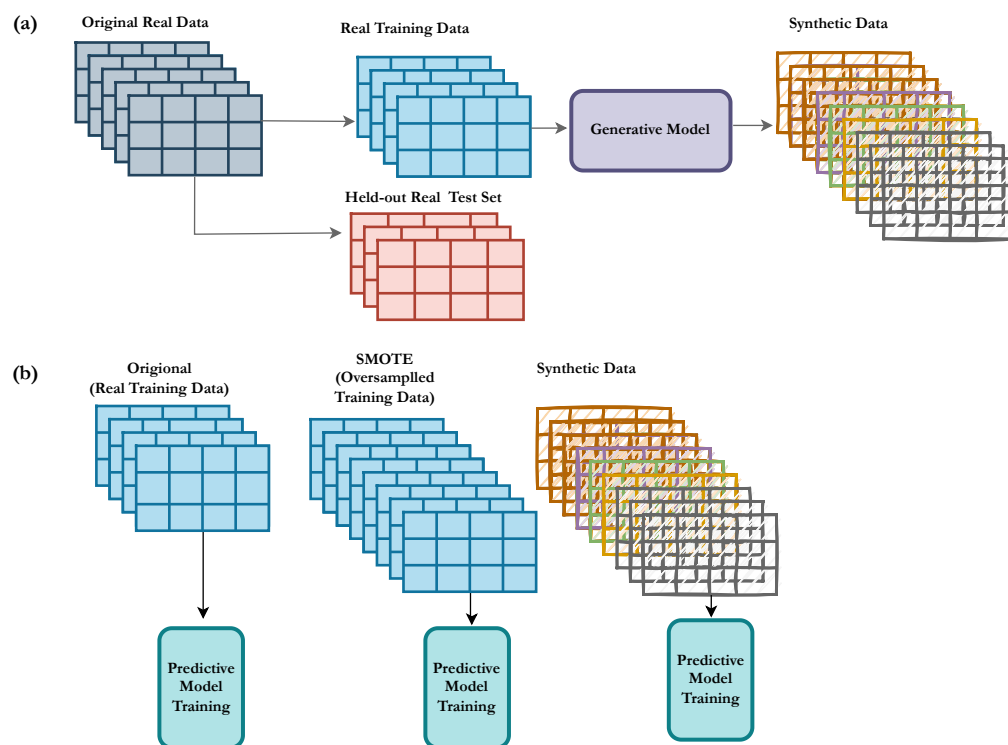 (a)
Original Real Data
Real Training Data
Synthetic Data
Generative Model
Held-out Real Test Set
(b)
Origional
(Real Training Data)
SMOTE
(Oversamplled
Training Data)
Synthetic Data
Predictive
Model
Training
Predictive
Model
Training
Predictive
Model
Training